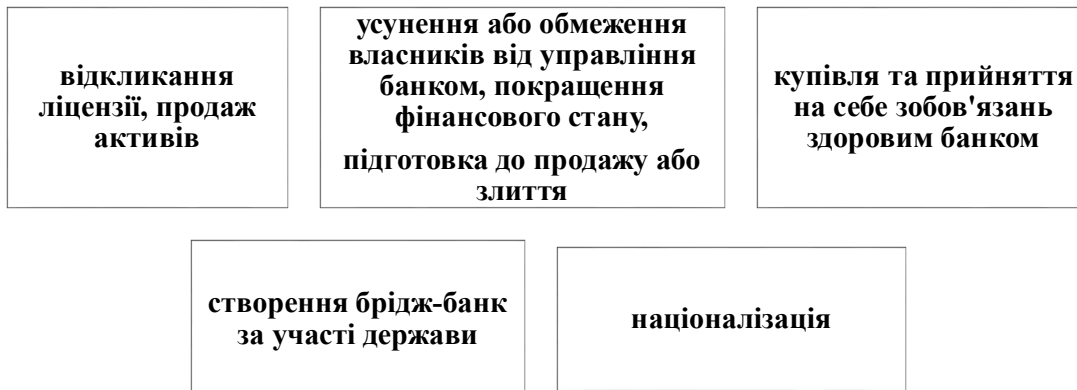 відкликання
ліцензії, продаж
активів
усунення або обмеження
власників від управління
банком, покращення
фінансового стану,
підготовка до продажу або
злиття
купівля та прийняття
на себе зобов'язань
здоровим банком
створення брідж-банк
за участі держави
націоналізація